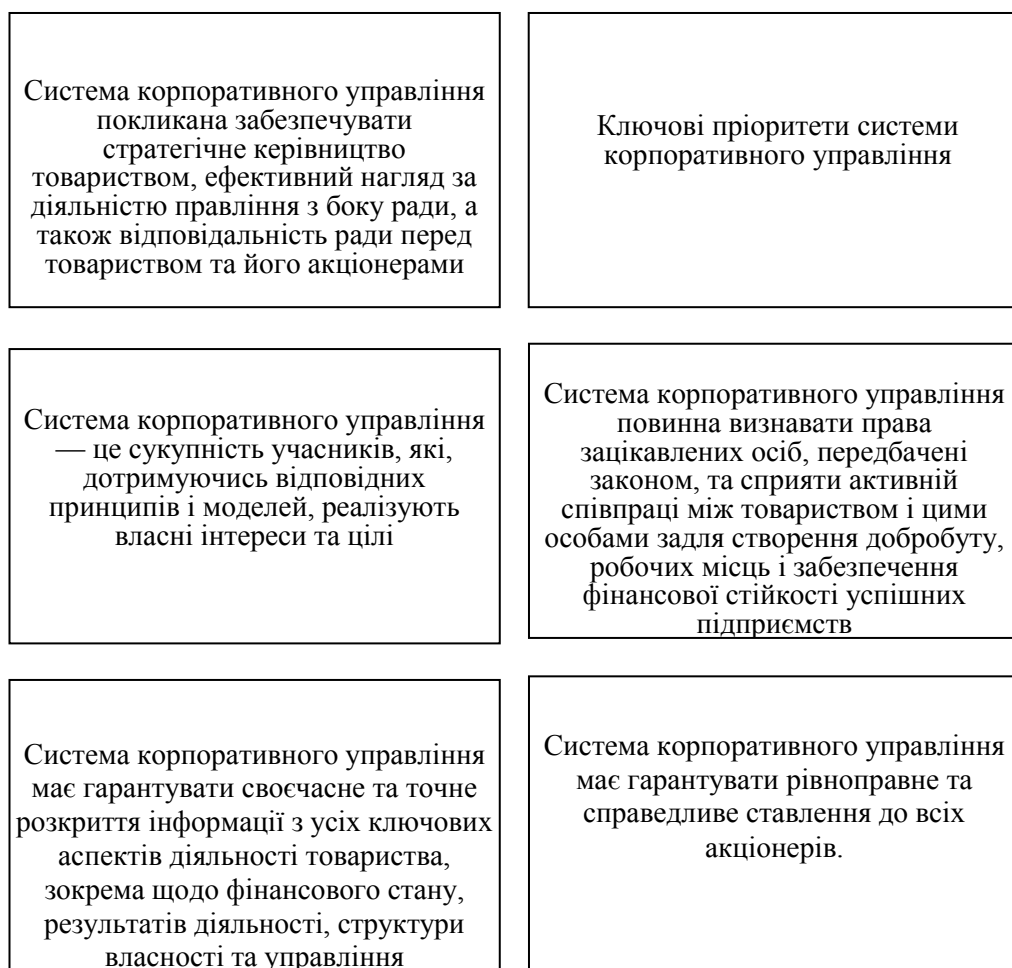 Система корпоративного управління
покликана забезпечувати
стратегічне керівництво
товариством, ефективний нагляд за
діяльністю правління з боку ради, а
також відповідальність ради перед
товариством та його акціонерами
Ключові пріоритети системи
корпоративного управління
Система корпоративного управління
— це сукупність учасників, які,
дотримуючись відповідних
принципів і моделей, реалізують
власні інтереси та цілі
Система корпоративного управління
повинна визнавати права
зацікавлених осіб, передбачені
законом, та сприяти активній
співпраці між товариством і цими
особами задля створення добробуту,
робочих місць і забезпечення
фінансової стійкості успішних
підприємств
Система корпоративного управління
має гарантувати своєчасне та точне
розкриття інформації з усіх ключових
аспектів діяльності товариства,
зокрема щодо фінансового стану,
результатів діяльності, структури
власності та управління
Система корпоративного управління
має гарантувати рівноправне та
справедливе ставлення до всіх
акціонерів.